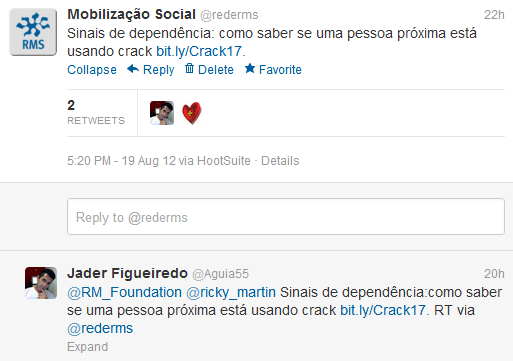 Mobilização Social @rederms 22h
Sinais de dependência: como saber se uma pessoa próxima está
usando crack bit.ly/Crack17.
Collapse Reply Delete Favorite
RMS
2
RETWEETS
5:20 PM - 19 Aug 12 via HootSuite · Details
Reply to @rederms
Jader Figueiredo @Aguia55 20h
@RM_Foundation @ricky_martin Sinais de dependência:como saber
se uma pessoa próxima está usando crack bit.ly/Crack17. RT via
@rederms
Expand